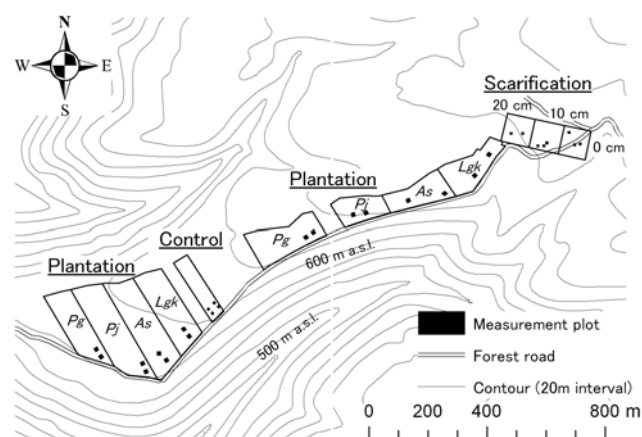 N
W E
S
Scarification
20 cm
10 cm
0 cm
Plantation
Lgk
As
Pj
Pg
Control
600 m a.s.l.
Plantation
Lgk
As
Pj
Pg
500 m a.s.l.
Measurement plot
Forest road
Contour (20m interval)
0 200 400 600 800 m